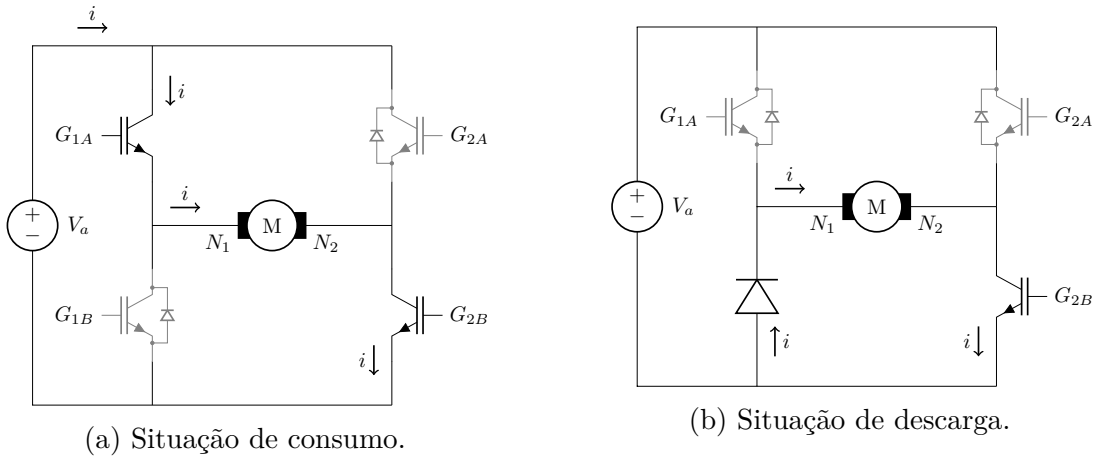 i
i
G1A
G2A
i
+
−
Va
M
N1
N2
G1B
G2B
i
(a) Situação de consumo.
G1A
G2A
i
+
−
Va
M
N1
N2
G2B
i
i
(b) Situação de descarga.